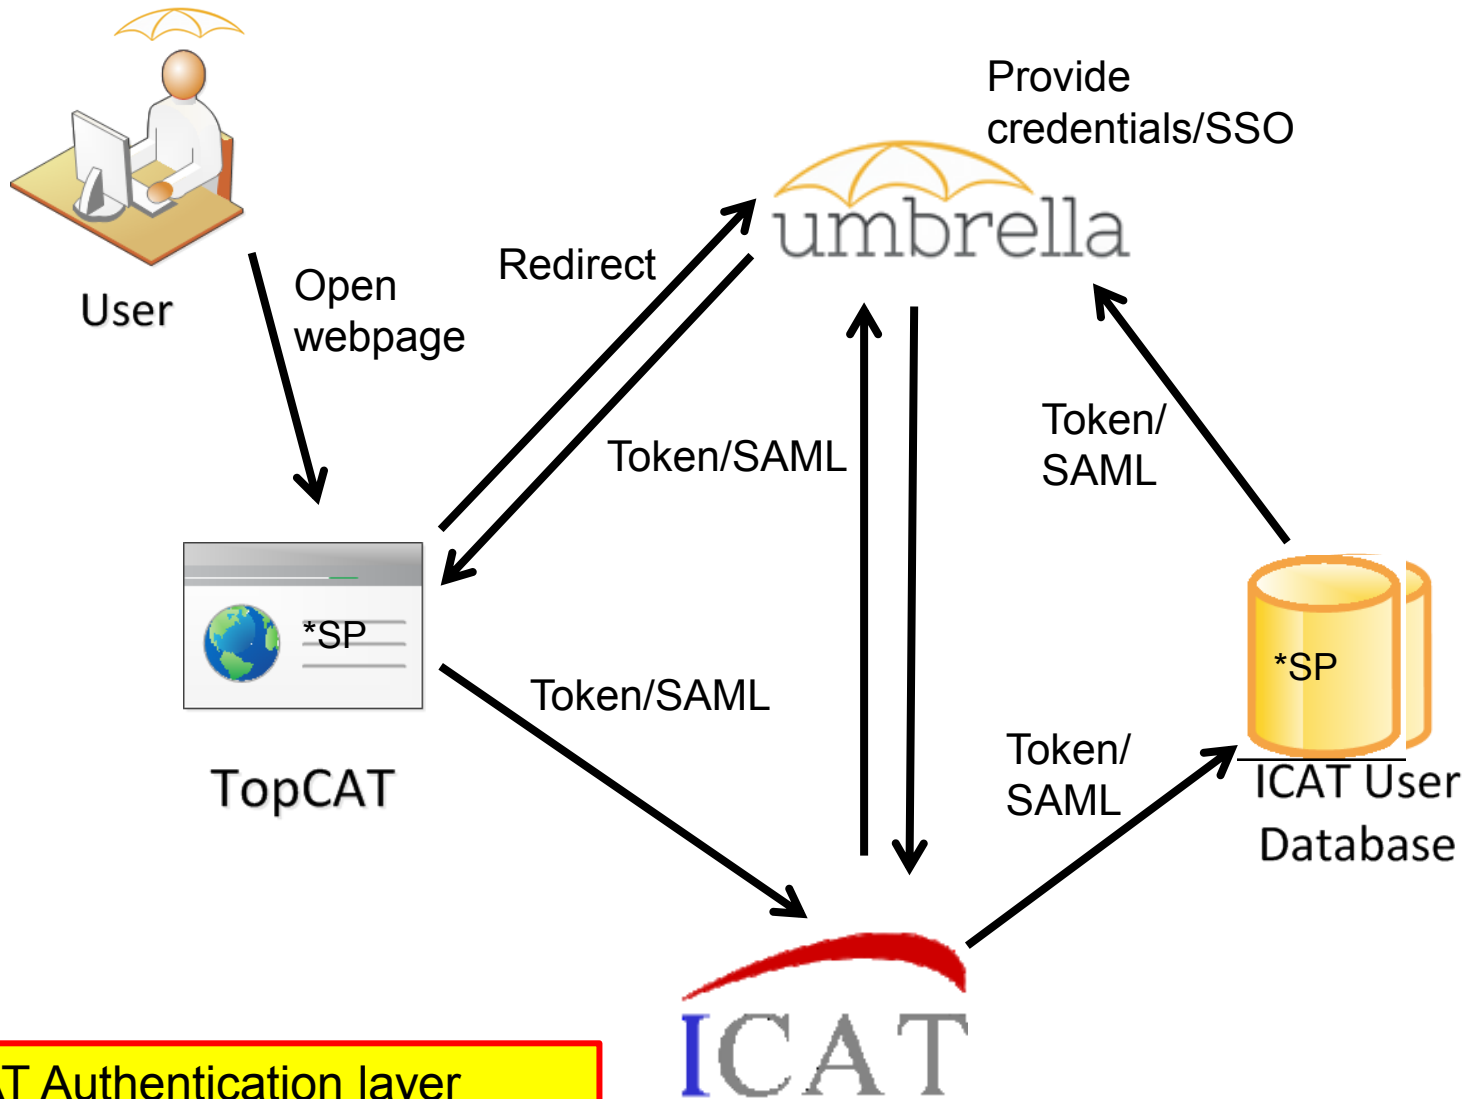 Provide
credentials/SSO
umbrella
Redirect
User
Open
webpage
Token/
SAML
Token/SAML
*SP
*SP
Token/SAML
Token/
SAML
TopCAT
ICAT User
Database
ICAT
AT Authentication layer